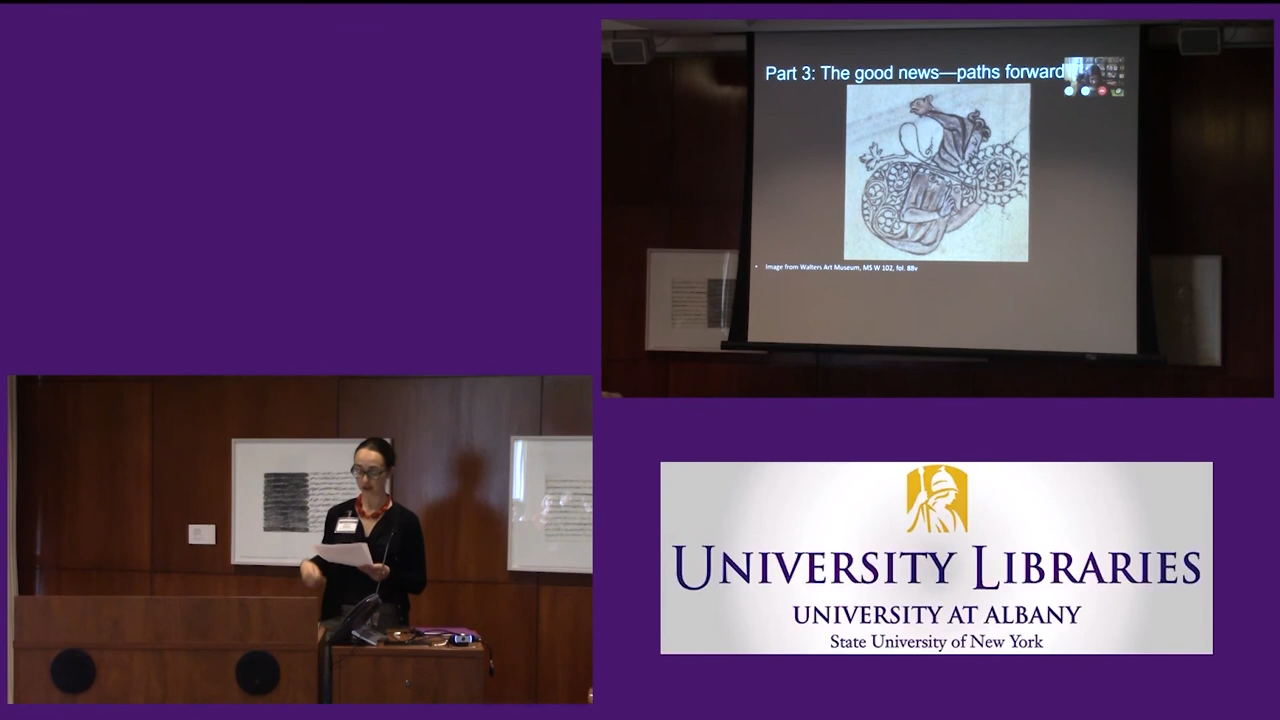 Part 3: The good news—paths forward
• Image from Walters Art Museum, MS W 102, fol. 88v
UNIVERSITY LIBRARIES
UNIVERSITY AT ALBANY
State University of New York